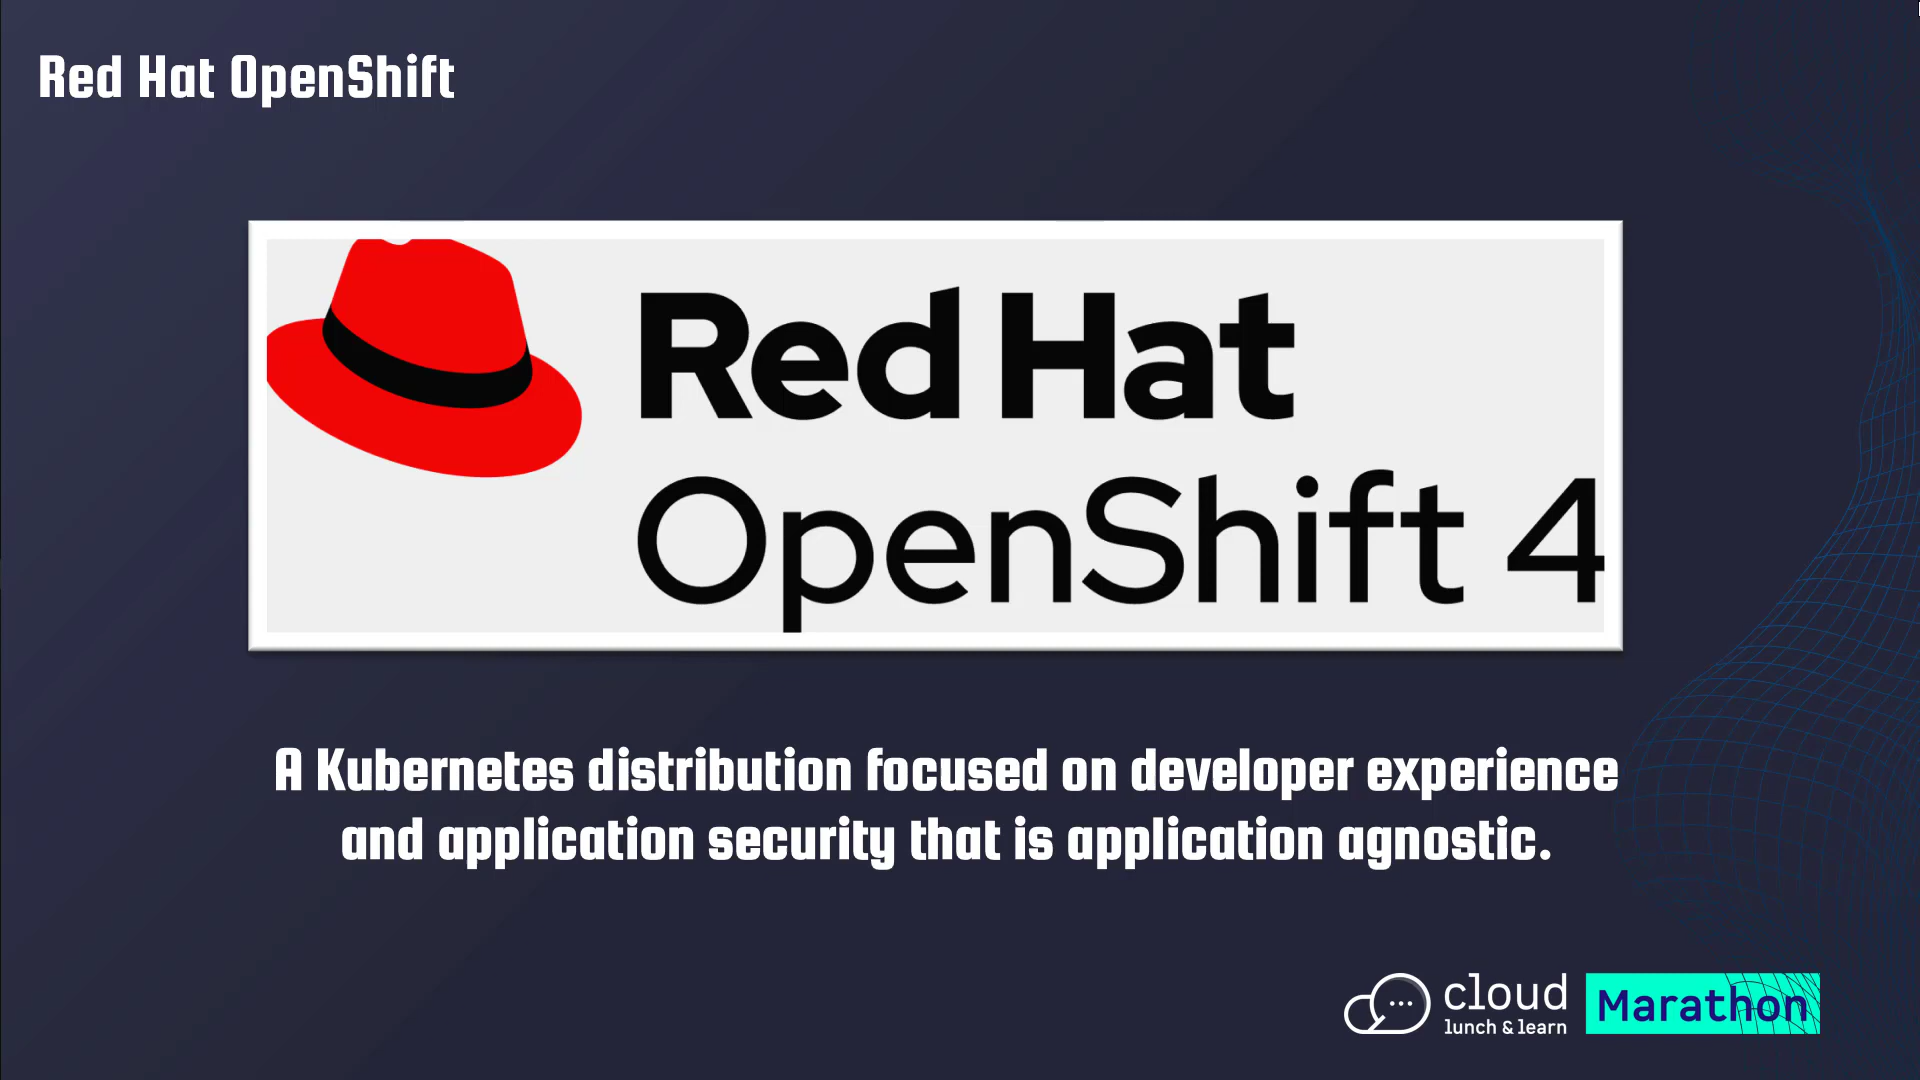 Red Hat OpenShift
Red Hat
OpenShift 4
A Kubernetes distribution focused on developer experience
and application security that is application agnostic.
cloud
lunch & learn
Marathon